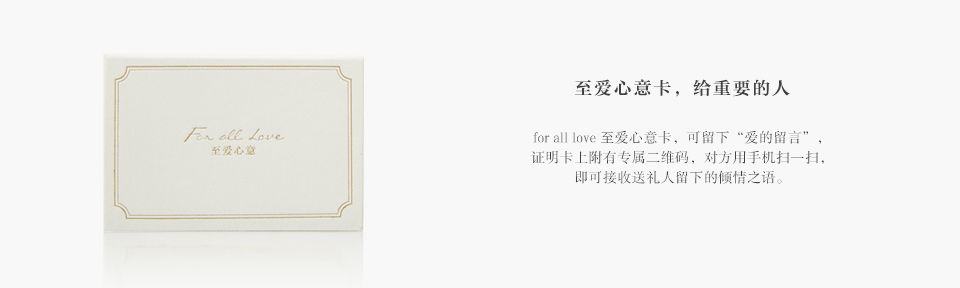 For all Love
至爱心意
至爱心意卡，给重要的人
for all love 至爱心意卡，可留下“爱的留言”，
证明卡上附有专属二维码，对方用手机扫一扫，
即可接收送礼人留下的倾情之语。